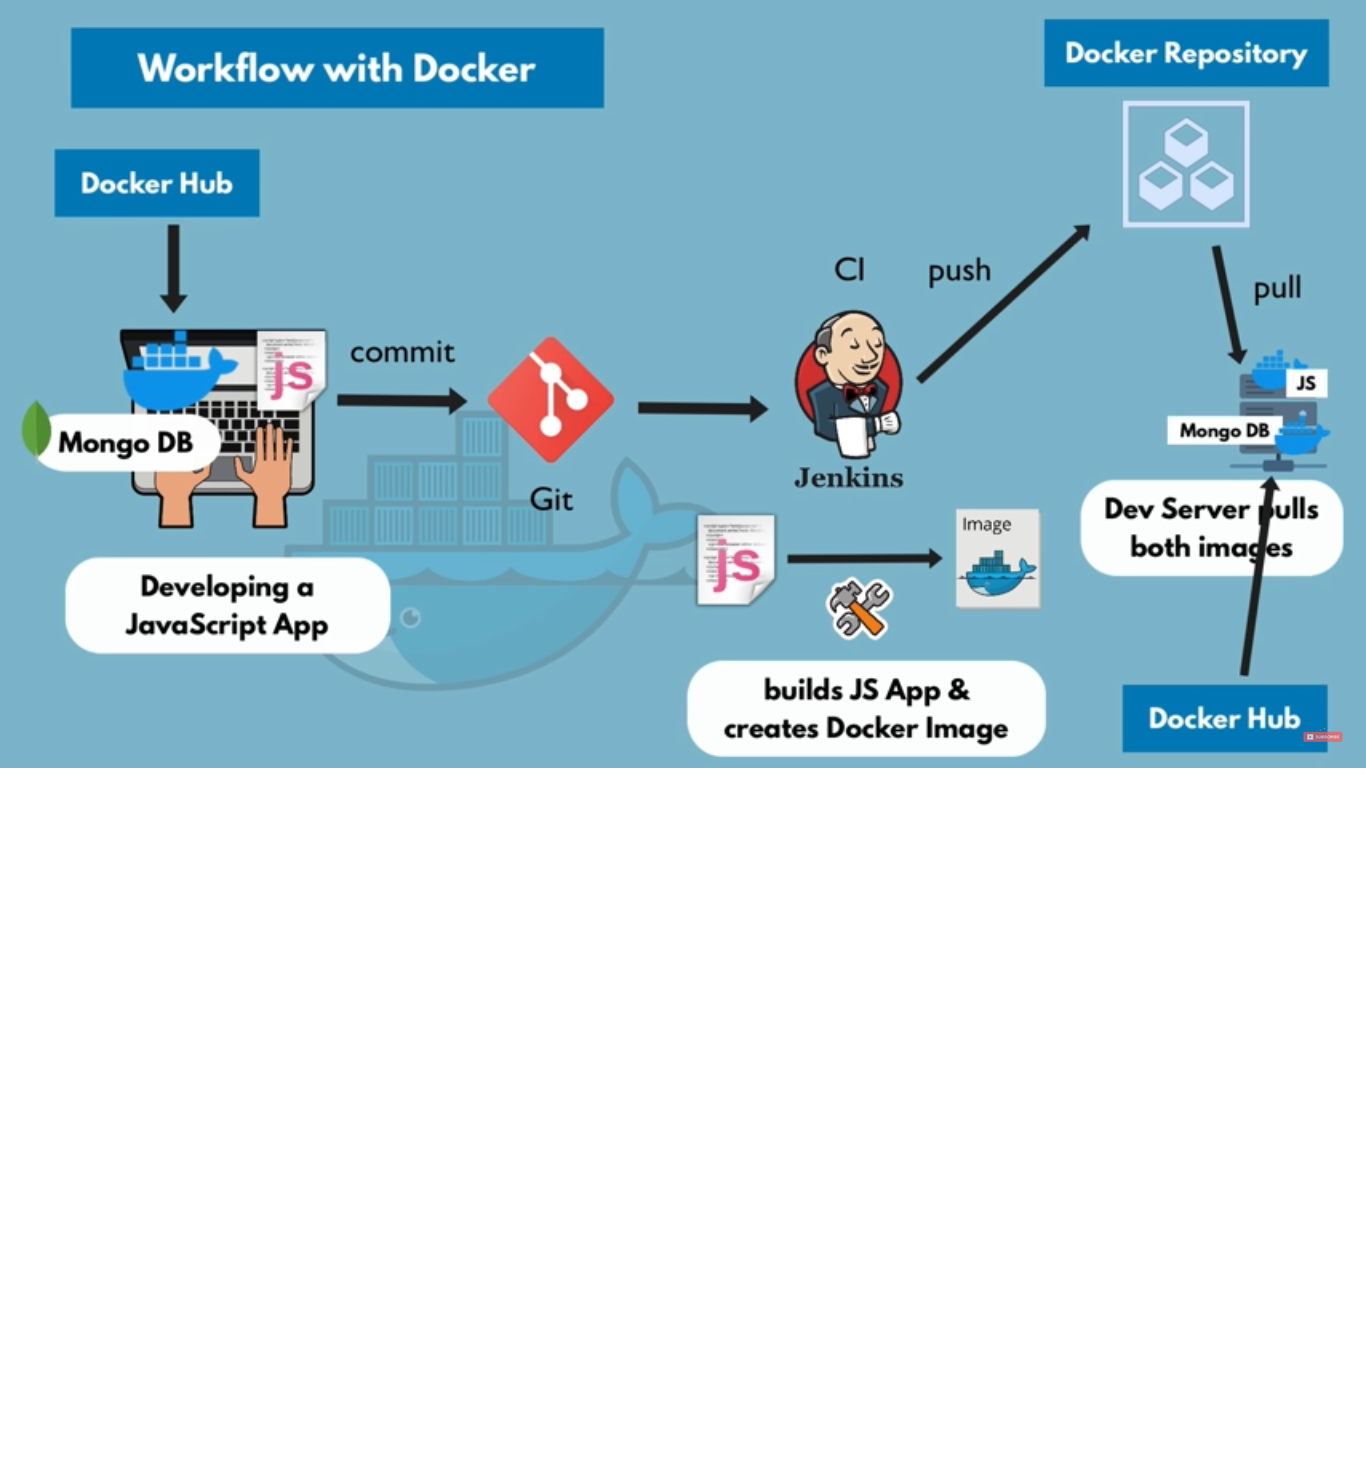 Workflow with Docker
Docker Repository
Docker Hub
CI
push
pull
commit
js
Mongo DB
Git
Jenkins
JS
Mongo DB
Dev Server pulls
both images
js
Image
Developing a
JavaScript App
builds JS App &
creates Docker Image
Docker Hub
SUBSCRIBE